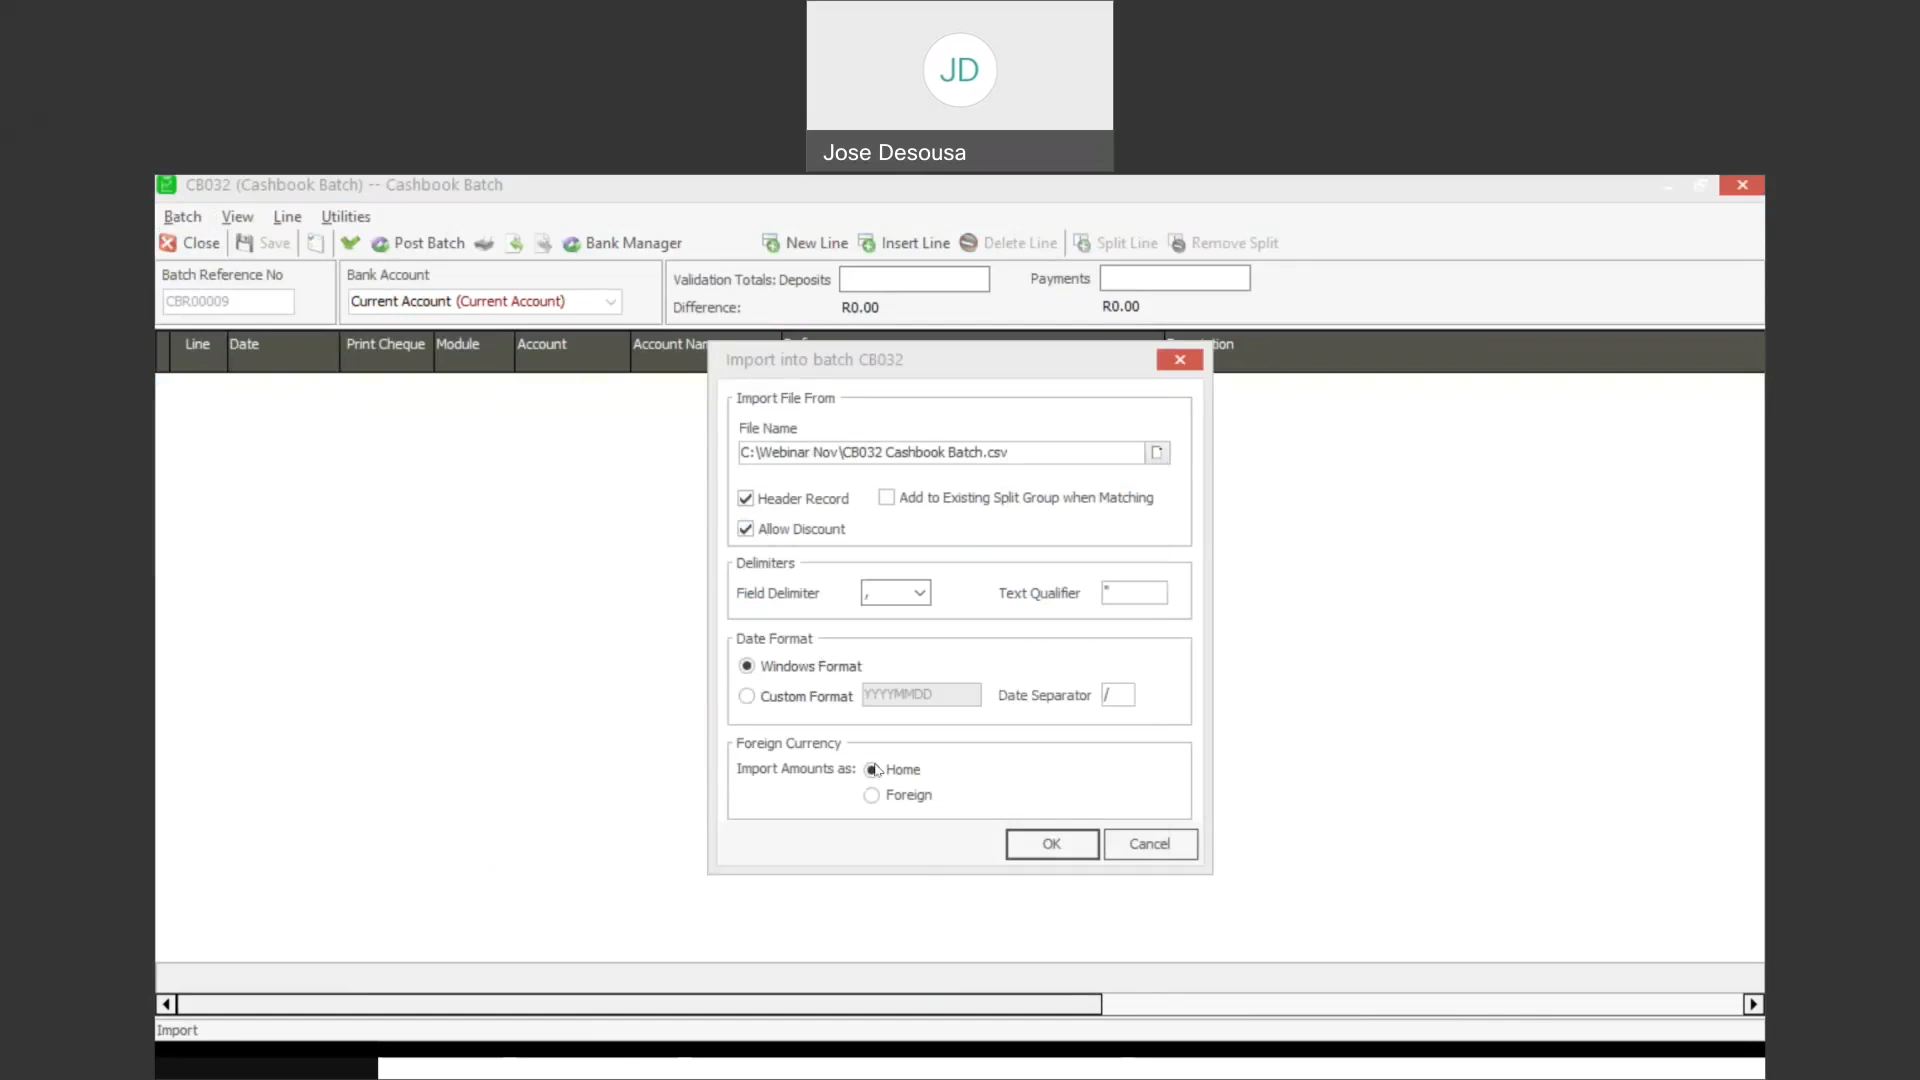 JD
Jose Desousa
CB032 (Cashbook Batch) -- Cashbook Batch
Batch View Line Utilities
Close Save Post Batch Bank Manager New Line Insert Line Delete Line Split Line Remove Split
Batch Reference No Bank Account Validation Totals: Deposits Payments
CBR00009 Current Account (Current Account) Difference: R0.00 R0.00
Line Date Print Cheque Module Account Account Nam
Import into batch CB032
Import File From
File Name
C:\Webinar Nov\CB032 Cashbook Batch.csv
Header Record Add to Existing Split Group when Matching
Allow Discount
Delimiters
Field Delimiter , Text Qualifier "
Date Format
Windows Format
Custom Format YYYYMMDD Date Separator /
Foreign Currency
Import Amounts as: Home
Foreign
OK Cancel
Import